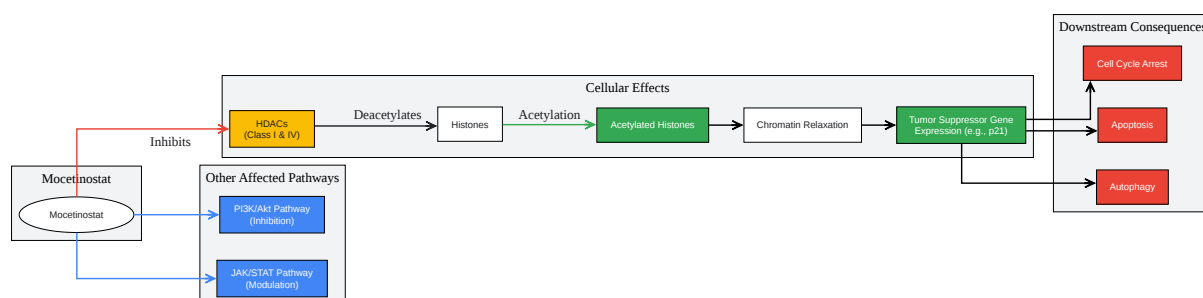 Downstream Consequences
Cell Cycle Arrest
Cellular Effects
HDACs
(Class I & IV)
Deacetylates
Histones
Acetylation
Acetylated Histones
Chromatin Relaxation
Tumor Suppressor Gene
Expression (e.g., p21)
Apoptosis
Inhibits
Mocetinostat
Mocetinostat
Other Affected Pathways
Autophagy
PI3K/Akt Pathway
(Inhibition)
JAK/STAT Pathway
(Modulation)